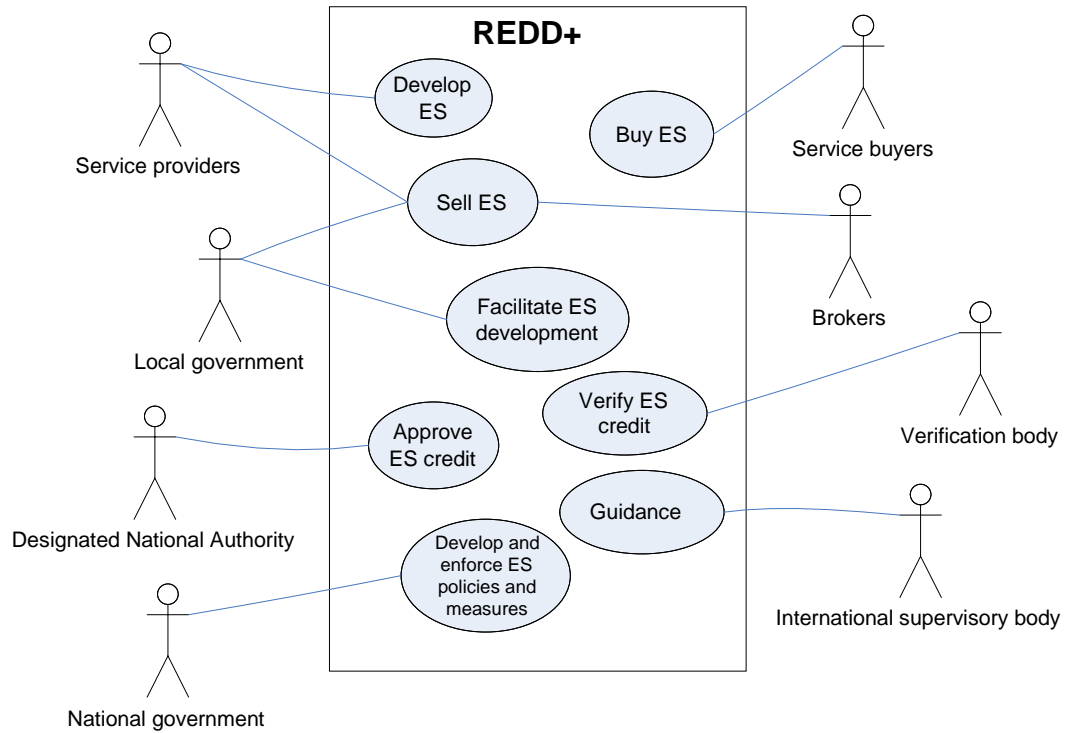 REDD+
Develop
ES
Buy ES
Service providers
Service buyers
Sell ES
Local government
Facilitate ES
development
Brokers
Verify ES
credit
Verification body
Approve
ES credit
Designated National Authority
Guidance
Develop and
enforce ES
policies and
measures
International supervisory body
National government